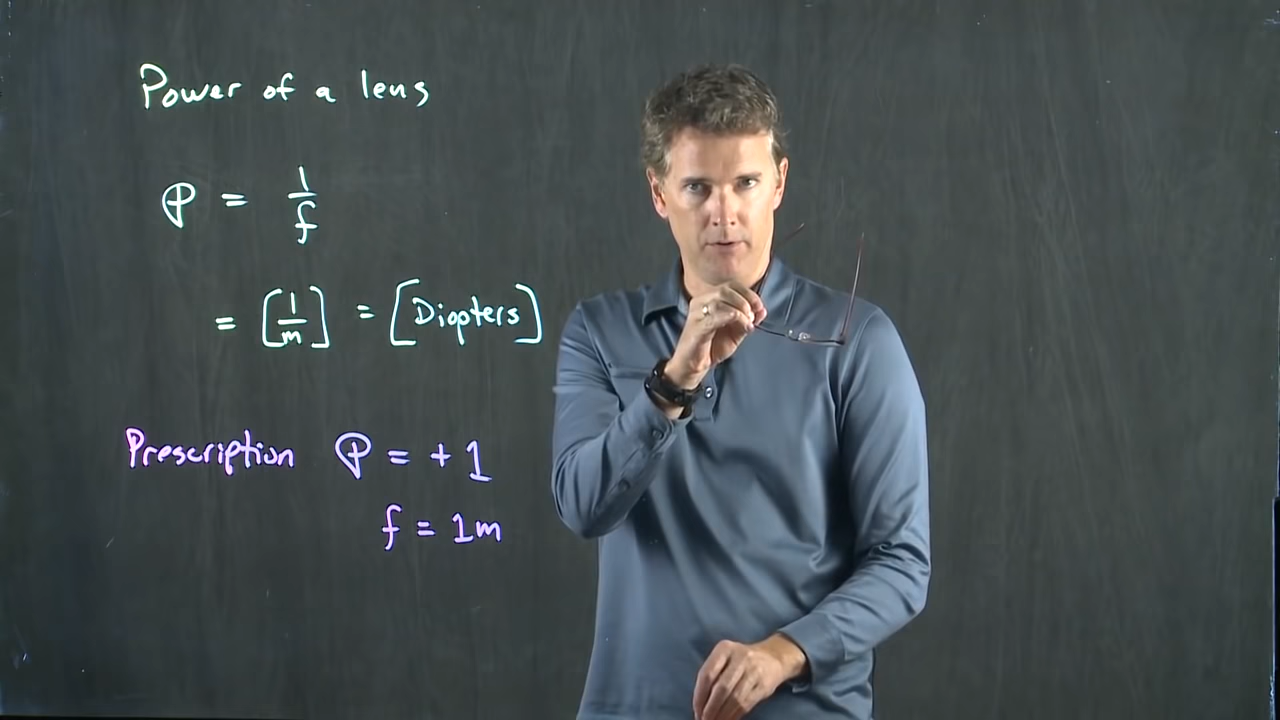 Power of a lens
P = 1/f
= [1/m] = [Diopters]
Prescription P = +1
f = 1m